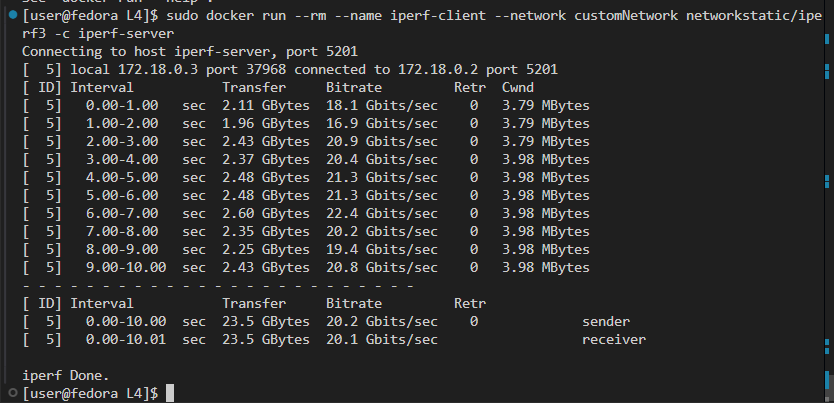 see 'docker run --help'.
[user@fedora L4]$ sudo docker run --rm --name iperf-client --network customNetwork networkstatic/ipe
rf3 -c iperf-server
Connecting to host iperf-server, port 5201
[  5] local 172.18.0.3 port 37968 connected to 172.18.0.2 port 5201
[ ID] Interval           Transfer     Bitrate         Retr  Cwnd
[  5]   0.00-1.00   sec  2.11 GBytes  18.1 Gbits/sec    0   3.79 MBytes
[  5]   1.00-2.00   sec  1.96 GBytes  16.9 Gbits/sec    0   3.79 MBytes
[  5]   2.00-3.00   sec  2.43 GBytes  20.9 Gbits/sec    0   3.79 MBytes
[  5]   3.00-4.00   sec  2.37 GBytes  20.4 Gbits/sec    0   3.98 MBytes
[  5]   4.00-5.00   sec  2.48 GBytes  21.3 Gbits/sec    0   3.98 MBytes
[  5]   5.00-6.00   sec  2.48 GBytes  21.3 Gbits/sec    0   3.98 MBytes
[  5]   6.00-7.00   sec  2.60 GBytes  22.4 Gbits/sec    0   3.98 MBytes
[  5]   7.00-8.00   sec  2.35 GBytes  20.2 Gbits/sec    0   3.98 MBytes
[  5]   8.00-9.00   sec  2.25 GBytes  19.4 Gbits/sec    0   3.98 MBytes
[  5]   9.00-10.00  sec  2.43 GBytes  20.8 Gbits/sec    0   3.98 MBytes
- - - - - - - - - - - - - - - - - - - - - - - - -
[ ID] Interval           Transfer     Bitrate         Retr
[  5]   0.00-10.00  sec  23.5 GBytes  20.2 Gbits/sec    0             sender
[  5]   0.00-10.01  sec  23.5 GBytes  20.1 Gbits/sec                  receiver
iperf Done.
[user@fedora L4]$